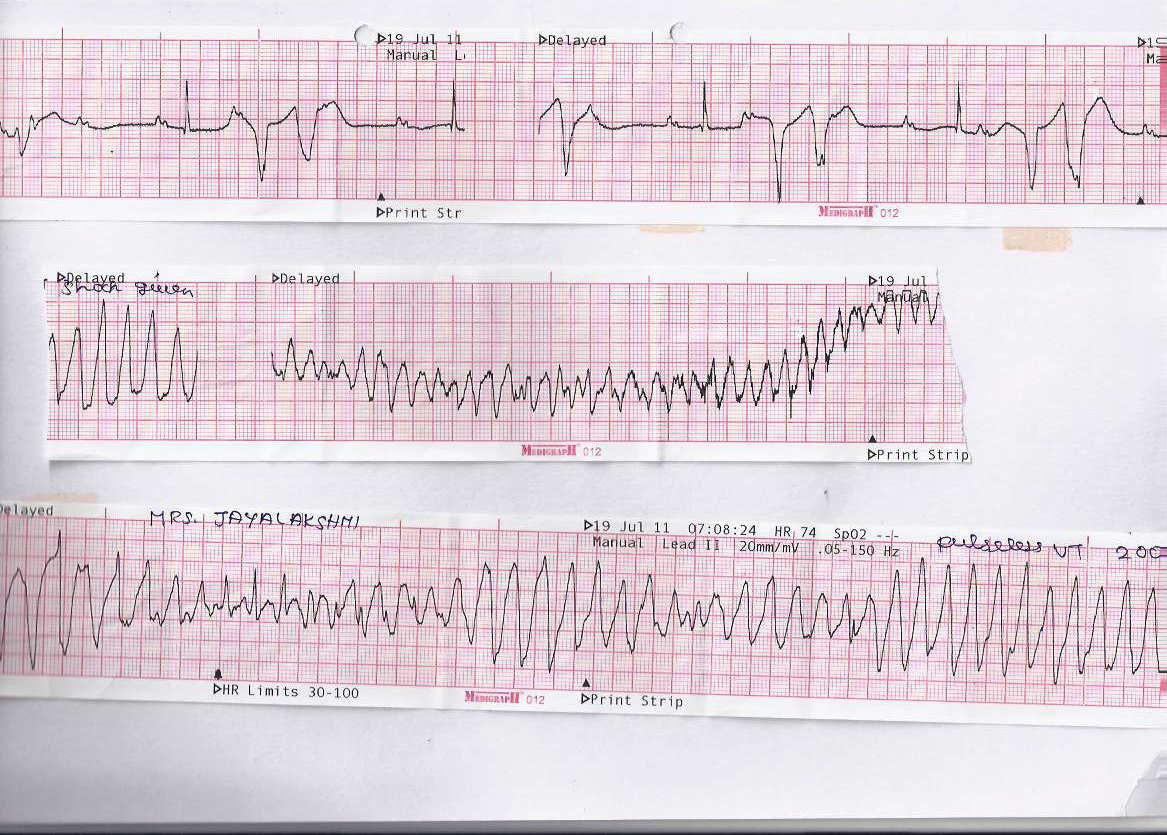 ▷19 Jul 11 ▷Delayed
Manual
▷Print Str
MEDIGRAPH 012
▷Delayed ▷Delayed ▷19 Jul
Shock given Manual
MEDIGRAPH 012
▷Print Strip
elayed MRS. JAYALAKSHMI ▷19 Jul 11 07:08:24 HR 74 SpO2 ---
Manual Lead II 20mm/mV .05-150 Hz pulseless VT 200
▷HR Limits 30-100 MEDIGRAPH 012 ▷Print Strip